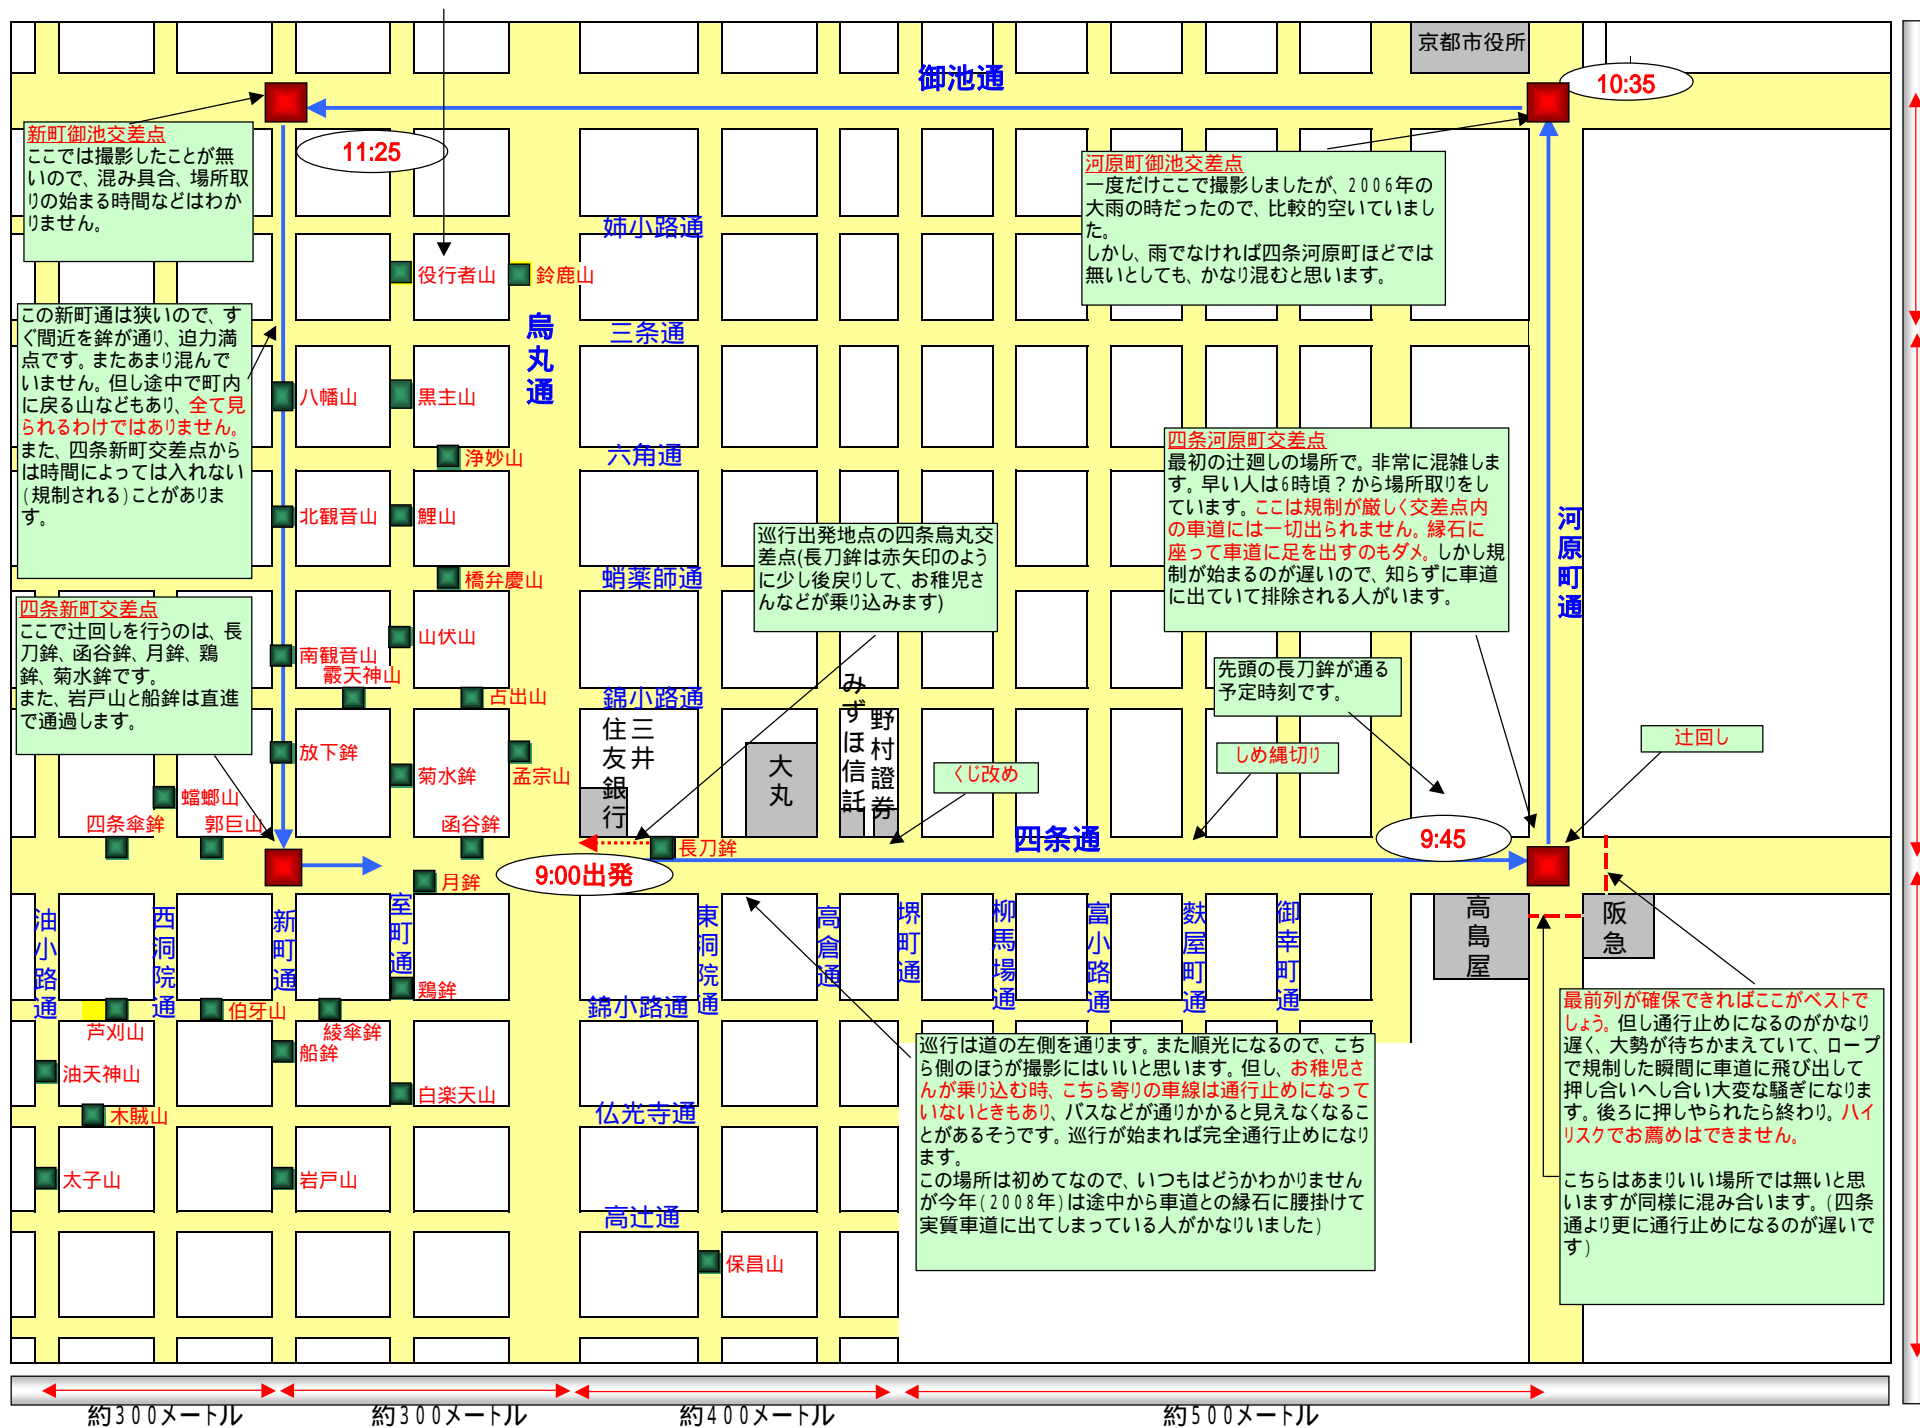 京都市役所
御池通
10:35
新町御池交差点
ここでは撮影したことが無
いので、混み具合、場所取
りの始まる時間などはわか
りません。
11:25
河原町御池交差点
一度だけここで撮影しましたが、2006年の
大雨の時だったので、比較的空いていまし
た。
しかし、雨でなければ四条河原町ほどでは
無いとしても、かなり混むと思います。
姉小路通
役行者山
鈴鹿山
この新町通は狭いので、す
ぐ間近を鉾が通り、迫力満
点です。またあまり混んで
いません。但し途中で町内
に戻る山などもあり、全て見
られるわけではありません。
また、四条新町交差点から
は時間によっては入れない
(規制される)ことがありま
す。
烏丸通
三条通
八幡山
黒主山
浄妙山
六角通
四条河原町交差点
最初の辻廻しの場所で。非常に混雑しま
す。早い人は6時頃？から場所取りをし
ています。ここは規制が厳しく交差点内
の車道には一切出られません。縁石に
座って車道に足を出すのもダメ。しかし規
制が始まるのが遅いので、知らずに車道
に出ていて排除される人がいます。
河原町通
北観音山
鯉山
巡行出発地点の四条烏丸交
差点(長刀鉾は赤矢印のよう
に少し後戻りして、お稚児さ
んなどが乗り込みます)
橋弁慶山
蛸薬師通
四条新町交差点
ここで辻回しを行うのは、長
刀鉾、函谷鉾、月鉾、鶏
鉾、菊水鉾です。
また、岩戸山と船鉾は直進
で通過します。
山伏山
南観音山
霰天神山
占出山
錦小路通
先頭の長刀鉾が通る
予定時刻です。
放下鉾
菊水鉾
孟宗山
三井
住友銀行
大丸
みずほ信託
野村證券
くじ改め
しめ縄切り
辻回し
蟷螂山
四条傘鉾
郭巨山
函谷鉾
長刀鉾
四条通
9:45
9:00出発
月鉾
油小路通
西洞院通
新町通
室町通
東洞院通
高倉通
堺町通
柳馬場通
富小路通
麩屋町通
御幸町通
高島屋
阪急
鶏鉾
芦刈山
伯牙山
綾傘鉾
錦小路通
船鉾
油天神山
白楽天山
木賊山
仏光寺通
太子山
岩戸山
高辻通
保昌山
巡行は道の左側を通ります。また順光になるので、こち
ら側のほうが撮影にはいいと思います。但し、お稚児さ
んが乗り込む時、こちら寄りの車線は通行止めになって
いないときもあり、バスなどが通りかかると見えなくなるこ
とがあるそうです。巡行が始まれば完全通行止めになり
ます。
この場所は初めてなので、いつもはどうかわかりません
が今年(2008年)は途中から車道との縁石に腰掛けて
実質車道に出てしまっている人がかなりいました)
最前列が確保できればここがベストで
しょう。但し通行止めになるのがかなり
遅く、大勢が待ちかまえていて、ロープ
で規制した瞬間に車道に飛び出して
押し合いへし合い大変な騒ぎになりま
す。後ろに押しやられたら終わり。ハイ
リスクでお薦めはできません。
こちらはあまりいい場所では無いと思
いますが同様に混み合います。(四条
通より更に通行止めになるのが遅いで
す)
約300メートル
約300メートル
約400メートル
約500メートル